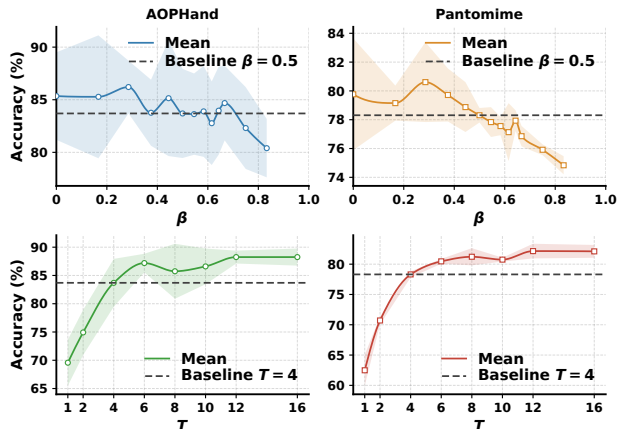 AOPHand
Pantomime
Accuracy (%)
90
85
80
Mean
Baseline β = 0.5
0.0
0.2
0.4
0.6
0.8
1.0
β
84
82
80
78
76
74
Mean
Baseline β = 0.5
0.0
0.2
0.4
0.6
0.8
1.0
β
Accuracy (%)
90
85
80
75
70
65
Mean
Baseline T = 4
1 2 4 6 8 10 12 16
T
80
75
70
65
60
Mean
Baseline T = 4
1 2 4 6 8 10 12 16
T